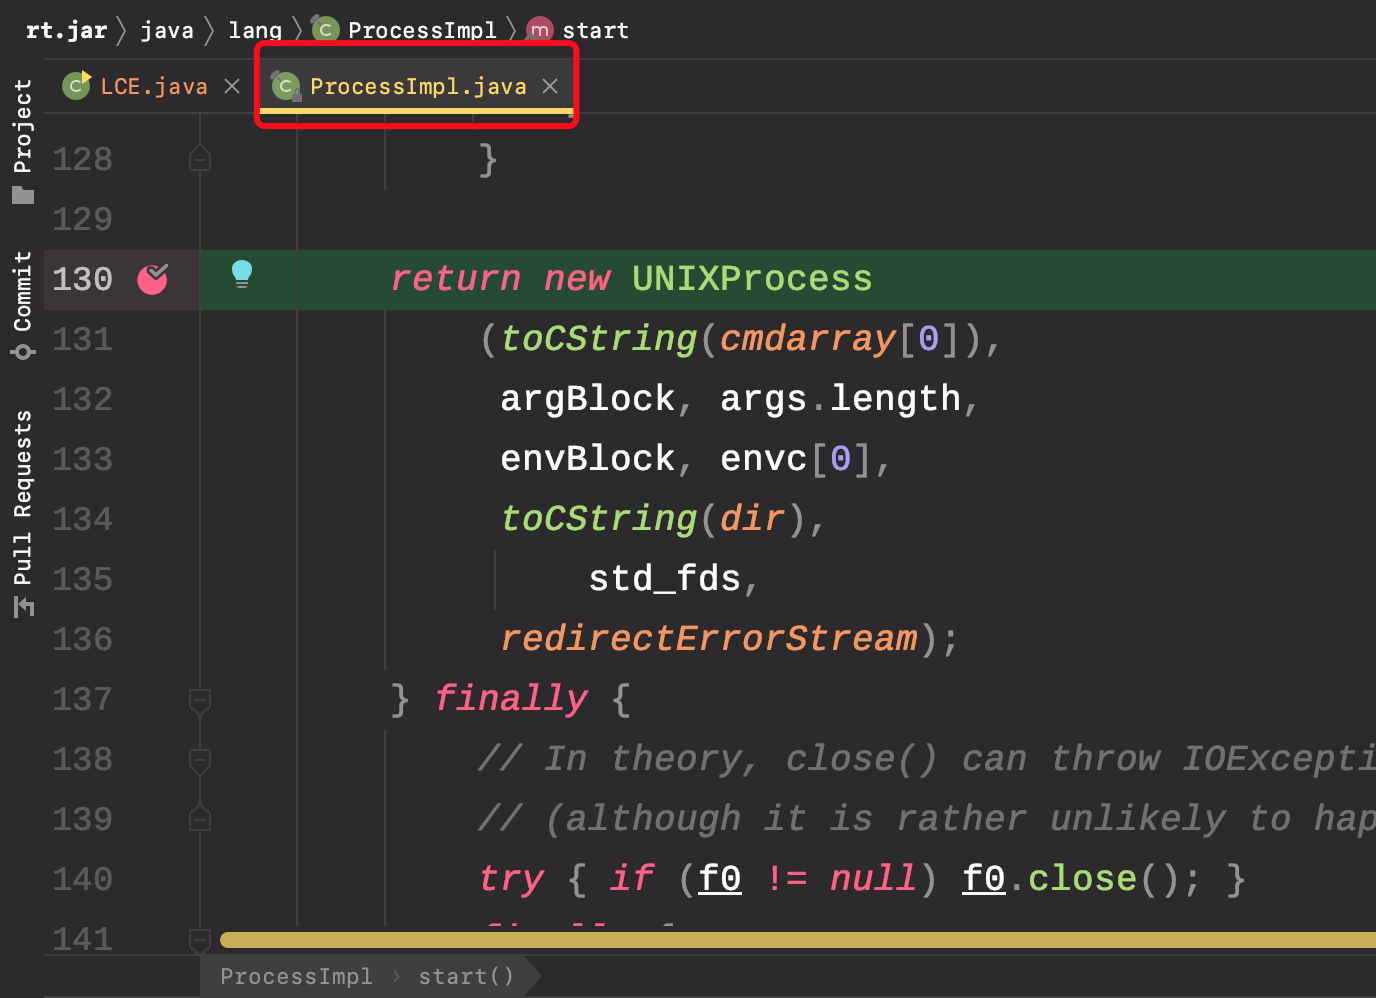 rt.jar 〉 java 〉 lang 〉 C ProcessImpl 〉 m start
C LCE.java × C ProcessImpl.java ×
Project
Commit
Pull Requests
128 }
129
130 return new UNIXProcess
131 (toCString(cmdarray[0]),
132 argBlock, args.length,
133 envBlock, envc[0],
134 toCString(dir),
135 std_fds,
136 redirectErrorStream);
137 } finally {
138 // In theory, close() can throw IOExcepti
139 // (although it is rather unlikely to hap
140 try { if (f0 != null) f0.close(); }
141
ProcessImpl › start()